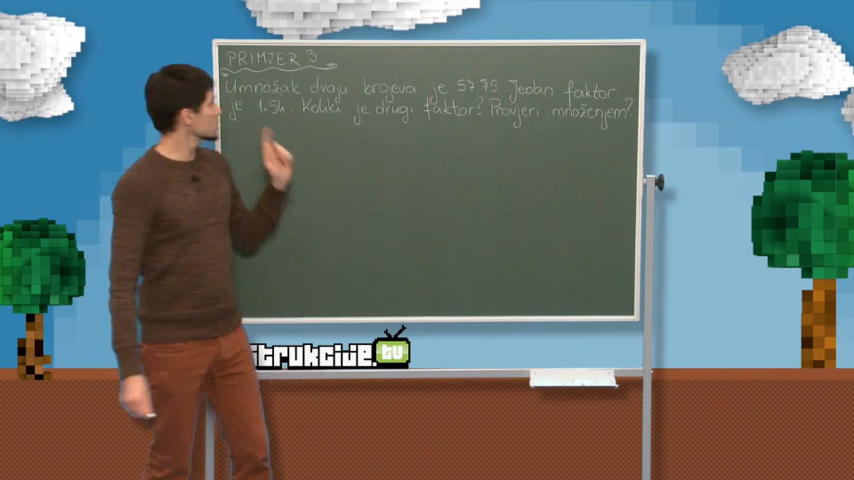 PRIMJER 3
Umnožak dvaju brojeva je 57.75 Jedan faktor
je 1.54. Koliki je drugi faktor? Provjeri množenjem?
strukcije.tv